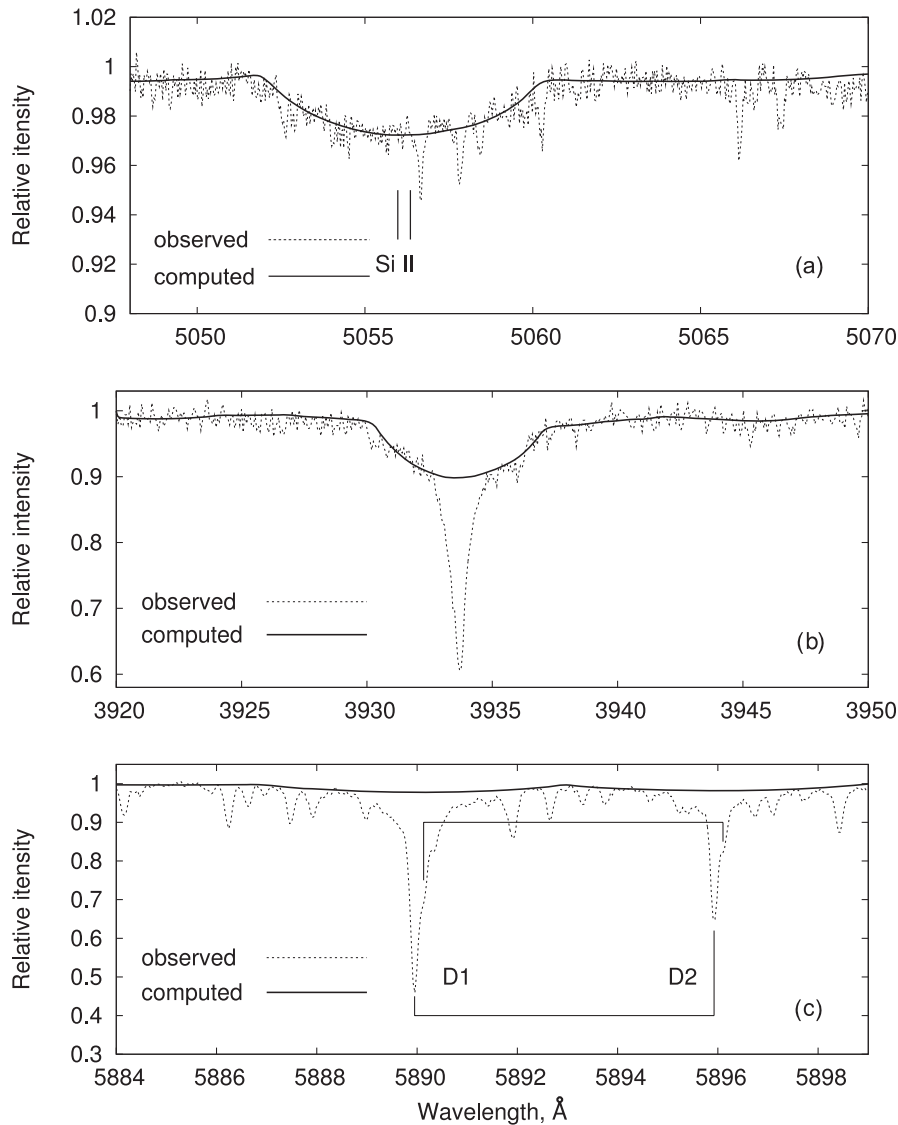 1.02
1
0.98
0.96
0.94
0.92
0.9
Relative itensity
observed
computed
Si II
(a)
5050 5055 5060 5065 5070
1
0.9
0.8
0.7
0.6
Relative intensity
observed
computed
(b)
3920 3925 3930 3935 3940 3945 3950
1
0.9
0.8
0.7
0.6
0.5
0.4
0.3
Relative itensity
observed
computed
D1 D2
(c)
5884 5886 5888 5890 5892 5894 5896 5898
Wavelength, Å